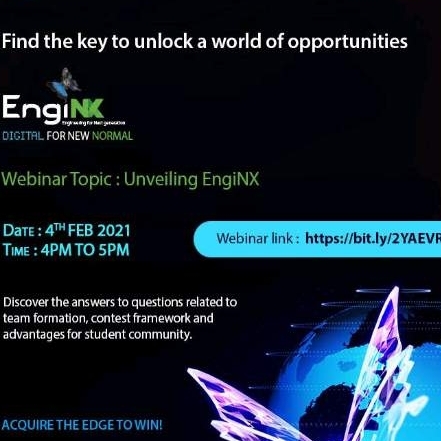 Find the key to unlock a world of opportunities
EngiNX
Engineering for Next generation
DIGITAL FOR NEW NORMAL
Webinar Topic : Unveiling EngiNX
DATE : 4TH FEB 2021
TIME : 4PM TO 5PM
Webinar link : https://bit.ly/2YAEVR
Discover the answers to questions related to
team formation, contest framework and
advantages for student community.
ACQUIRE THE EDGE TO WIN!